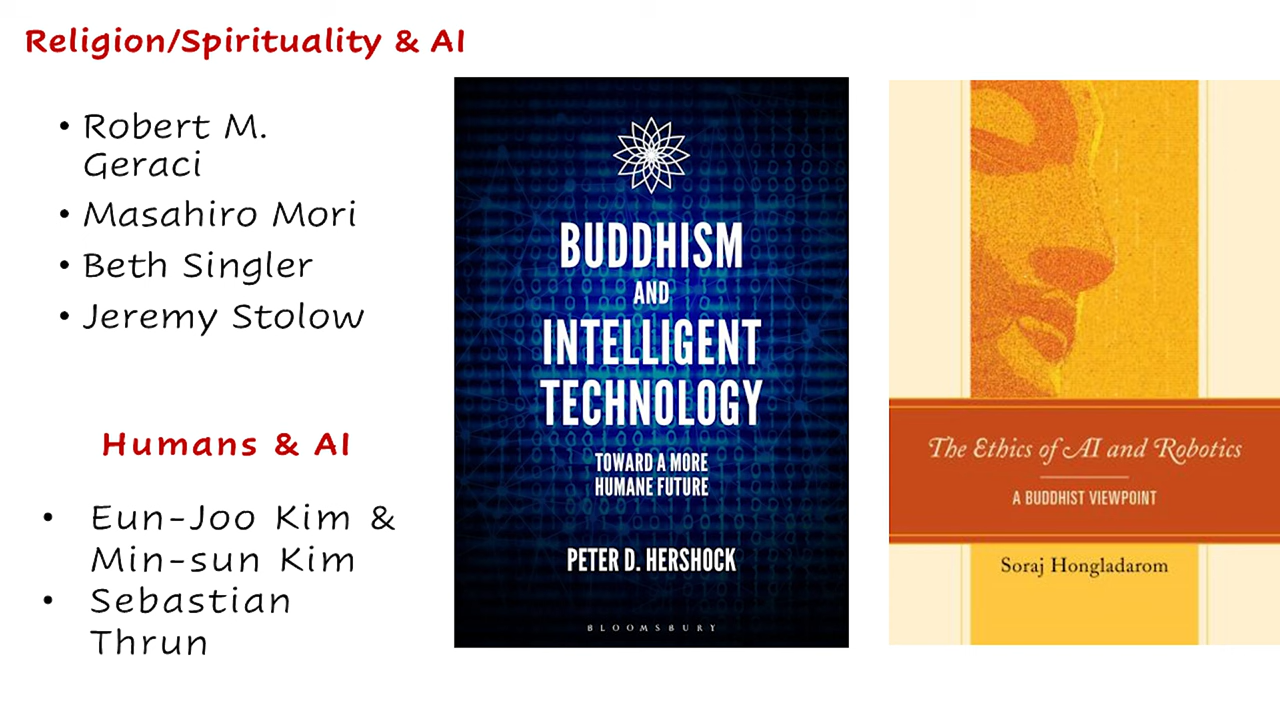 Religion/Spirituality & AI
• Robert M.
Geraci
• Masahiro Mori
• Beth Singler
• Jeremy Stolow
Humans & AI
• Eun-Joo Kim &
Min-sun Kim
• Sebastian
Thrun
BUDDHISM
AND
INTELLIGENT
TECHNOLOGY
TOWARD A MORE
HUMANE FUTURE
PETER D. HERSHOCK
BLOOMSBURY
The Ethics of AI and Robotics
A BUDDHIST VIEWPOINT
Soraj Hongladarom